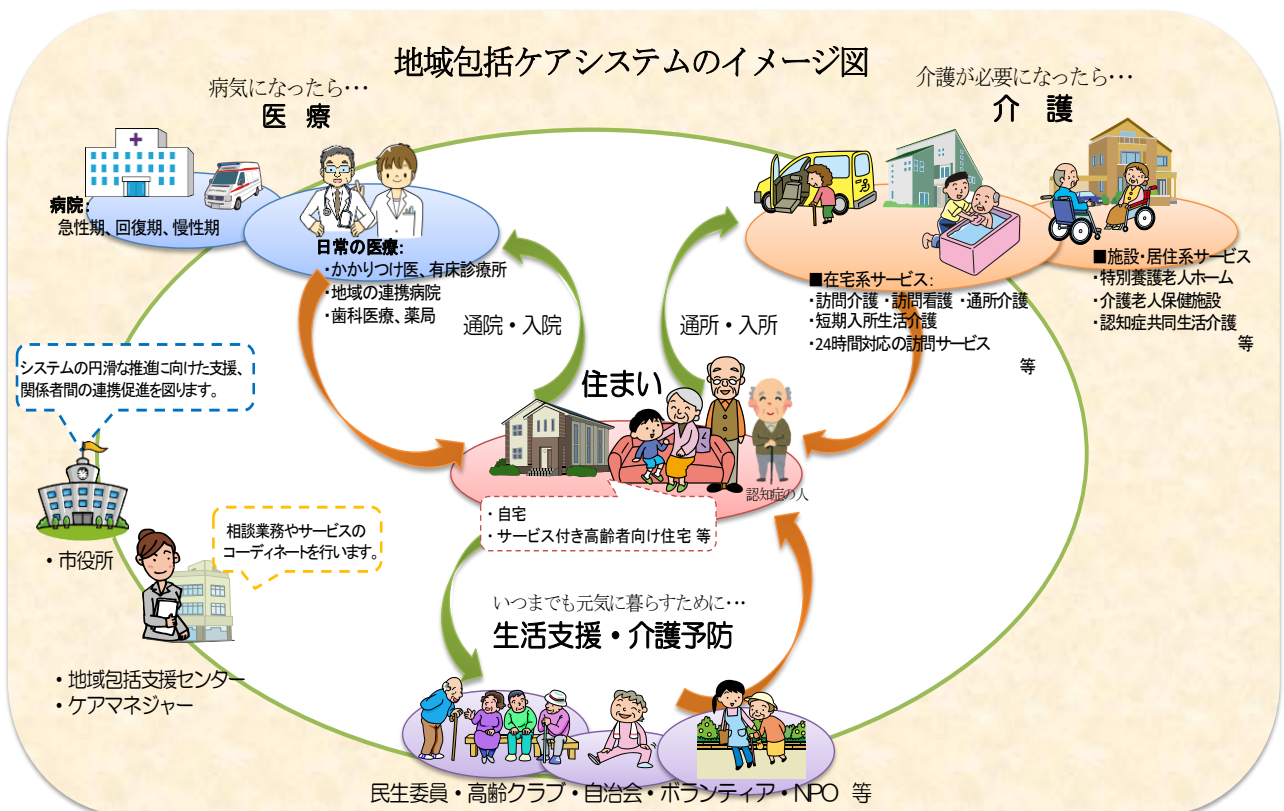 地域包括ケアシステムのイメージ図
病気になったら･･･
医 療
介護が必要になったら･･･
介 護
病院:
急性期、回復期、慢性期
日常の医療:
・かかりつけ医、有床診療所
・地域の連携病院
・歯科医療、薬局
■在宅系サービス:
・訪問介護 ・訪問看護 ・通所介護
・短期入所生活介護
・24時間対応の訪問サービス
等
■施設・居住系サービス
・特別養護老人ホーム
・介護老人保健施設
・認知症共同生活介護
等
通院・入院
通所・入所
住まい
認知症の人
・自宅
・サービス付き高齢者向け住宅 等
システムの円滑な推進に向けた支援、
関係者間の連携促進を図ります。
・市役所
相談業務やサービスの
コーディネートを行います。
・地域包括支援センター
・ケアマネジャー
いつまでも元気に暮らすために･･･
生活支援・介護予防
民生委員・高齢クラブ・自治会・ボランティア・NPO 等